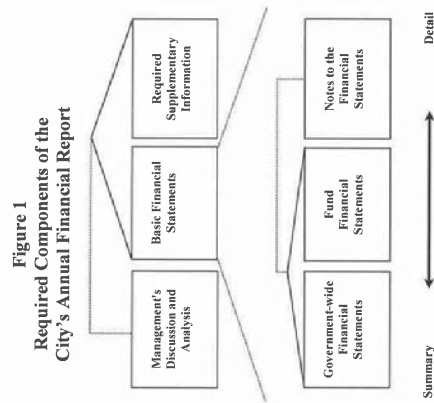 Figure 1
Required Components of the
City's Annual Financial Report
Management's
Discussion and
Analysis
Basic Financial
Statements
Required
Supplementary
Information
Government-wide
Financial
Statements
Fund
Financial
Statements
Notes to the
Financial
Statements
Summary
Detail